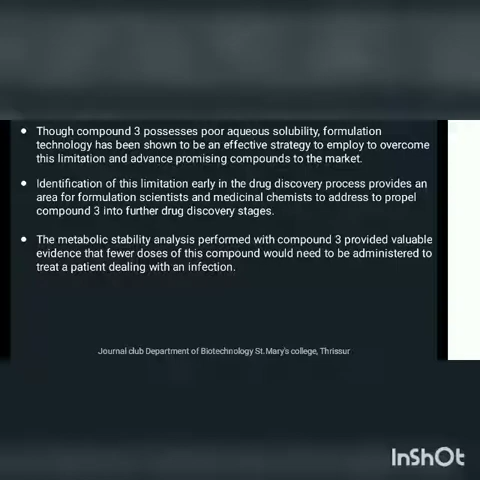 • Though compound 3 possesses poor aqueous solubility, formulation
technology has been shown to be an effective strategy to employ to overcome
this limitation and advance promising compounds to the market.
• Identification of this limitation early in the drug discovery process provides an
area for formulation scientists and medicinal chemists to address to propel
compound 3 into further drug discovery stages.
• The metabolic stability analysis performed with compound 3 provided valuable
evidence that fewer doses of this compound would need to be administered to
treat a patient dealing with an infection.
Journal club Department of Biotechnology St.Mary's college, Thrissur
InShOt